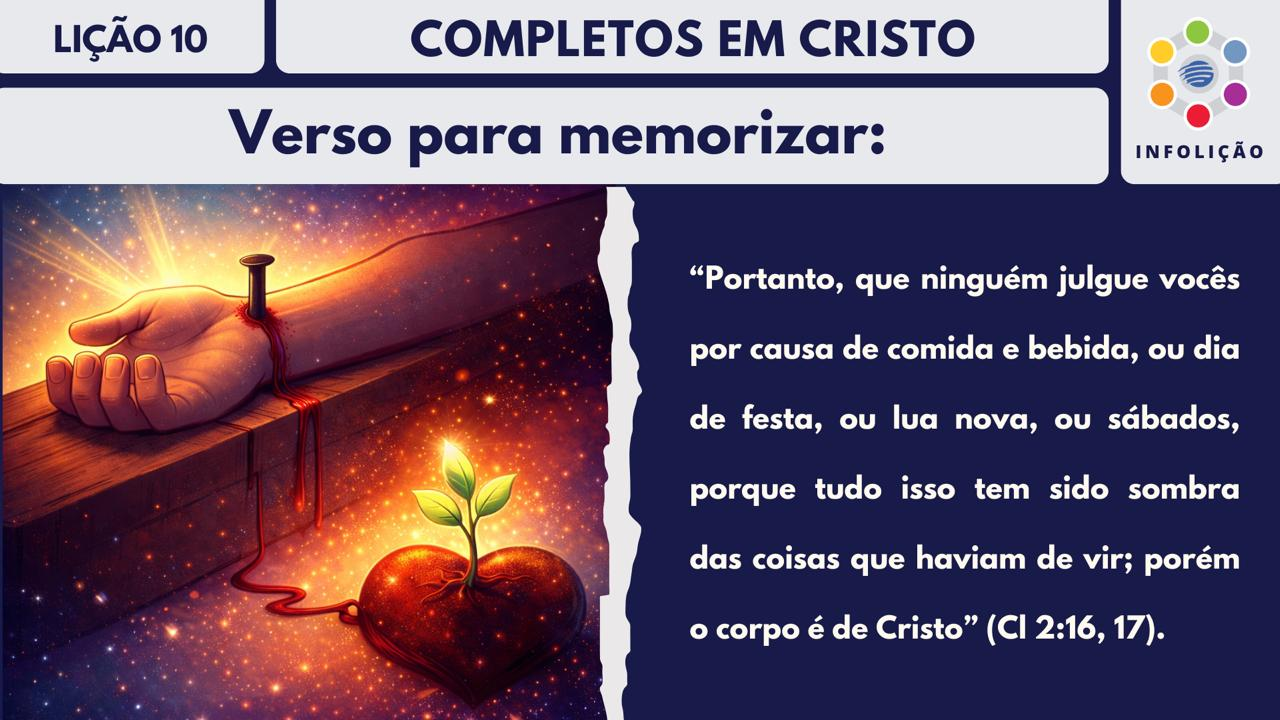 LIÇÃO 10
COMPLETOS EM CRISTO
INFOLIÇÃO
Verso para memorizar:
“Portanto, que ninguém julgue vocês
por causa de comida e bebida, ou dia
de festa, ou lua nova, ou sábados,
porque tudo isso tem sido sombra
das coisas que haviam de vir; porém
o corpo é de Cristo” (Cl 2:16, 17).